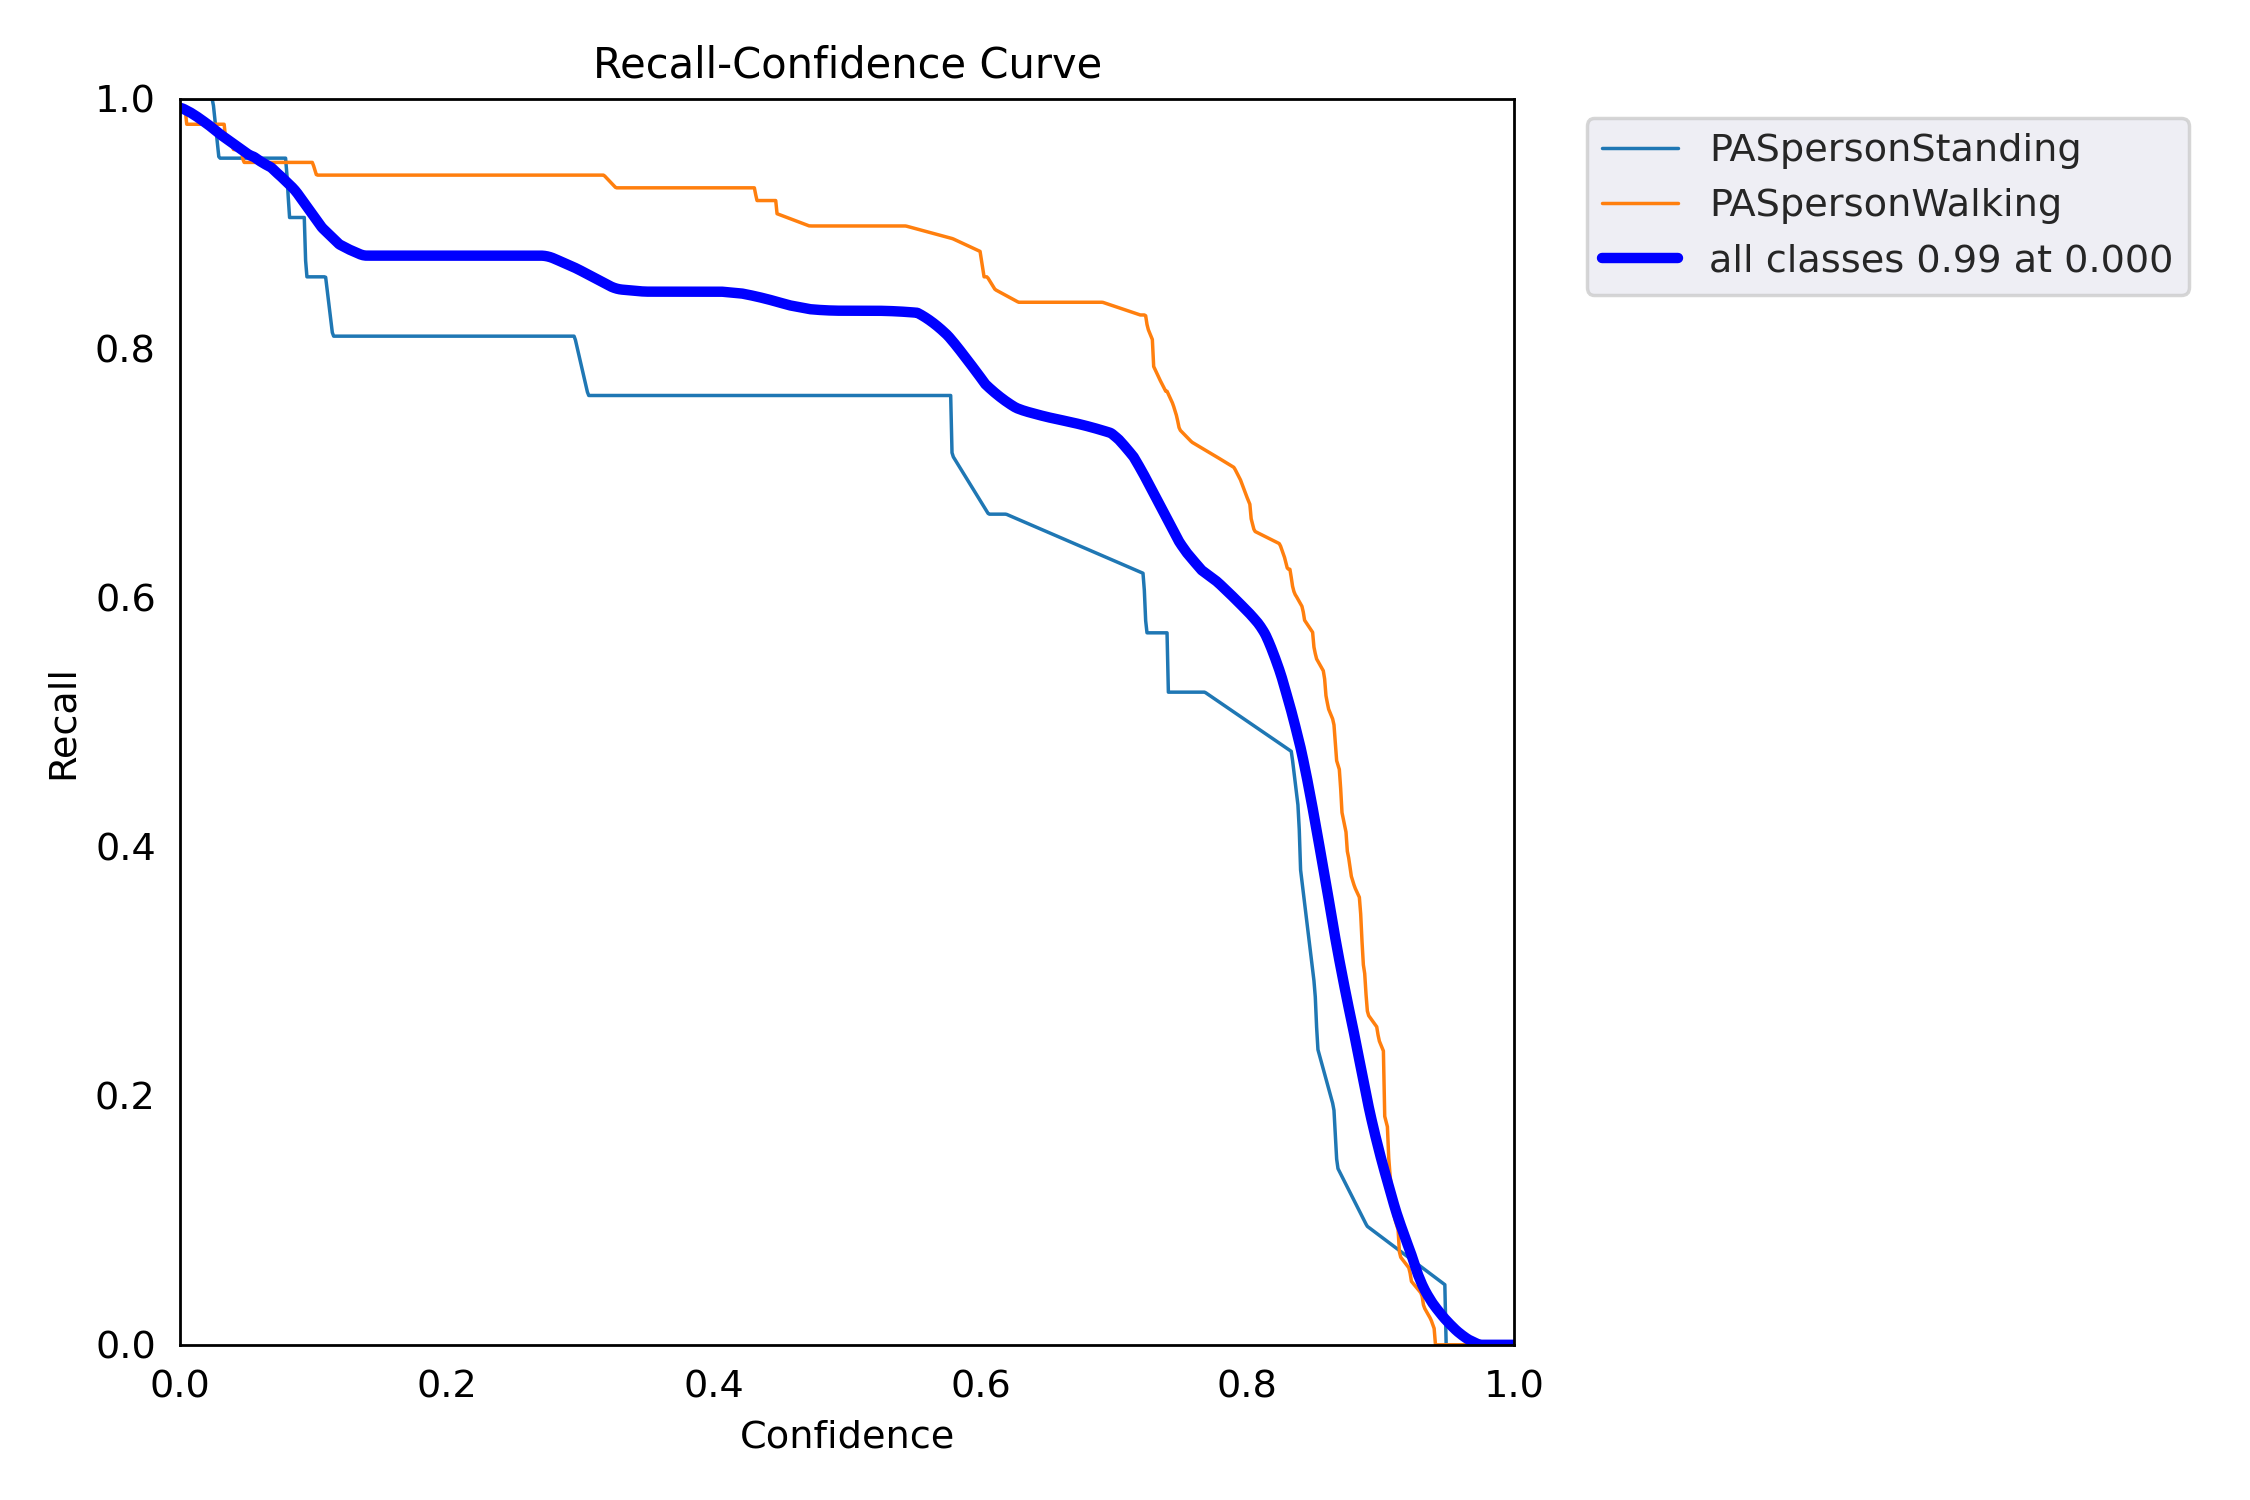 Recall-Confidence Curve
1.0
0.8
0.6
0.4
0.2
0.0
Recall
0.0 0.2 0.4 0.6 0.8 1.0
Confidence
PASpersonStanding
PASpersonWalking
all classes 0.99 at 0.000